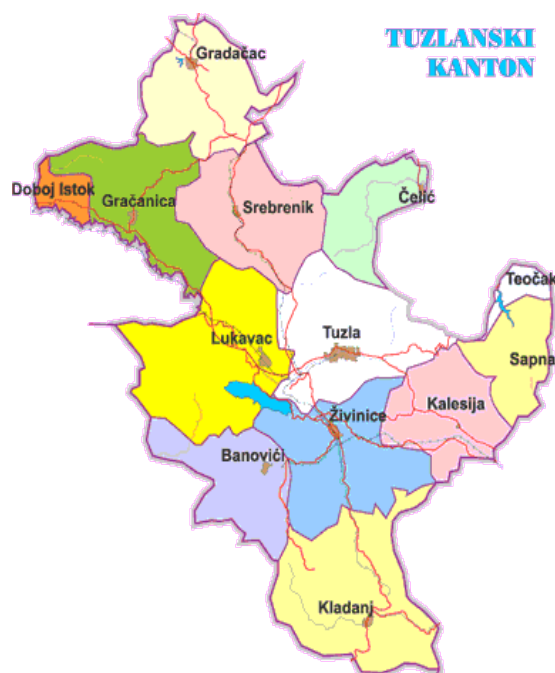 TUZLANSKI
KANTON
Gradačac
Doboj Istok
Gračanica
Srebrenik
Čelić
Teočak
Lukavac
Tuzla
Sapna
Živinice
Kalesija
Banovići
Kladanj